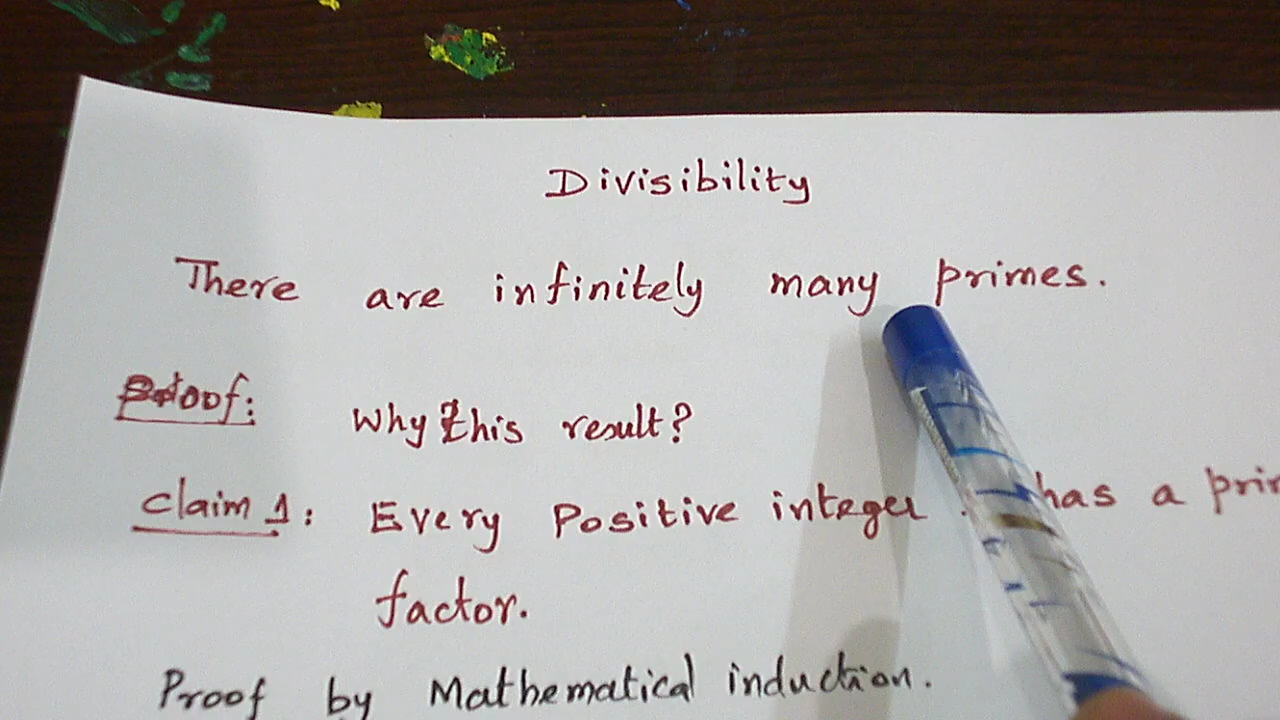 Divisibility
There are infinitely many primes.
Proof: Why this result?
Claim 1: Every Positive integer has a
factor.
Proof by Mathematical induction.